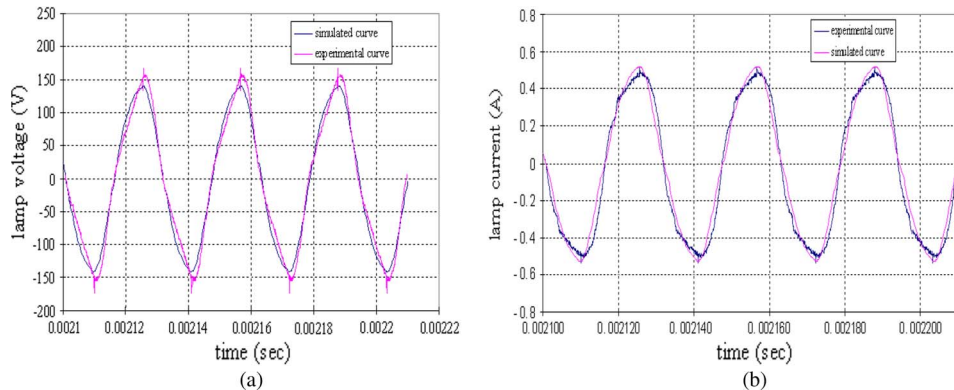 250
200
150
100
50
0
-50
-100
-150
-200
lamp voltage (V)
simulated curve
experimental curve
0.0021 0.00212 0.00214 0.00216 0.00218 0.0022 0.00222
time (sec)
(a)
0.8
0.6
0.4
0.2
0
-0.2
-0.4
-0.6
-0.8
lamp current (A)
experimental curve
simulated curve
0.002100 0.002120 0.002140 0.002160 0.002180 0.002200
time (sec)
(b)